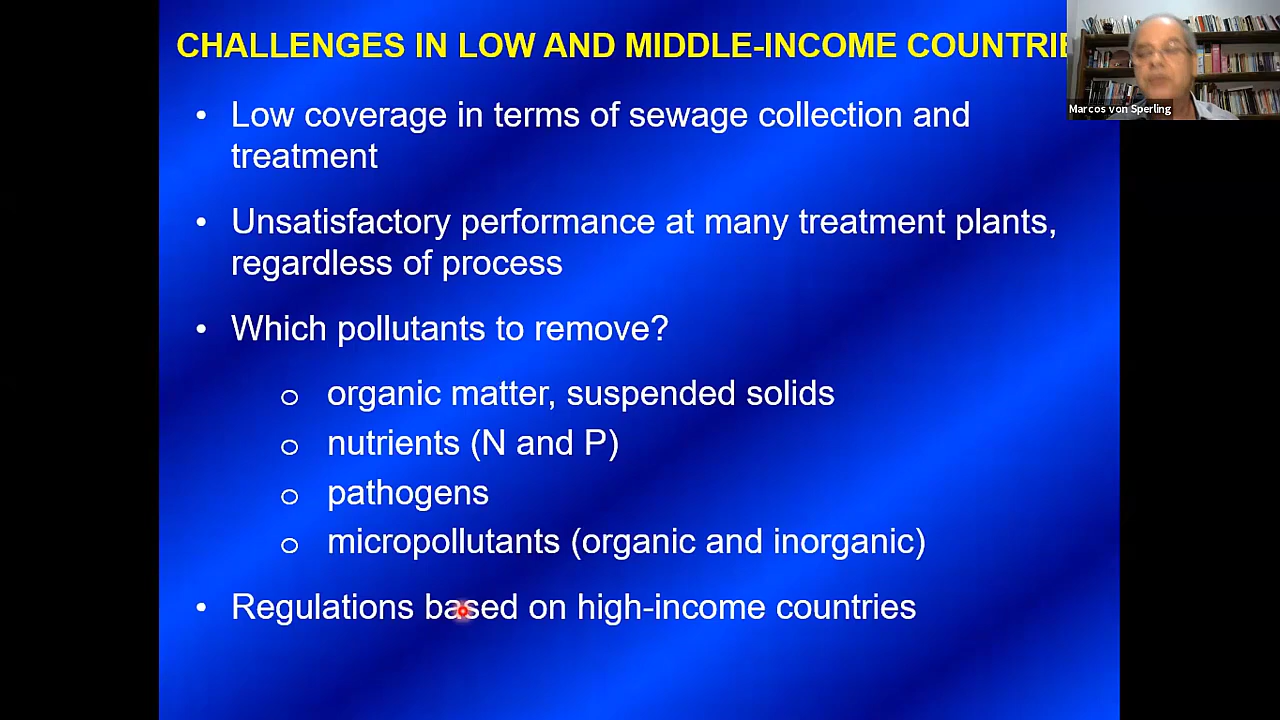 CHALLENGES IN LOW AND MIDDLE-INCOME COUNTRIE
Marcos von Sperling
• Low coverage in terms of sewage collection and
treatment
• Unsatisfactory performance at many treatment plants,
regardless of process
• Which pollutants to remove?
o organic matter, suspended solids
o nutrients (N and P)
o pathogens
o micropollutants (organic and inorganic)
• Regulations based on high-income countries